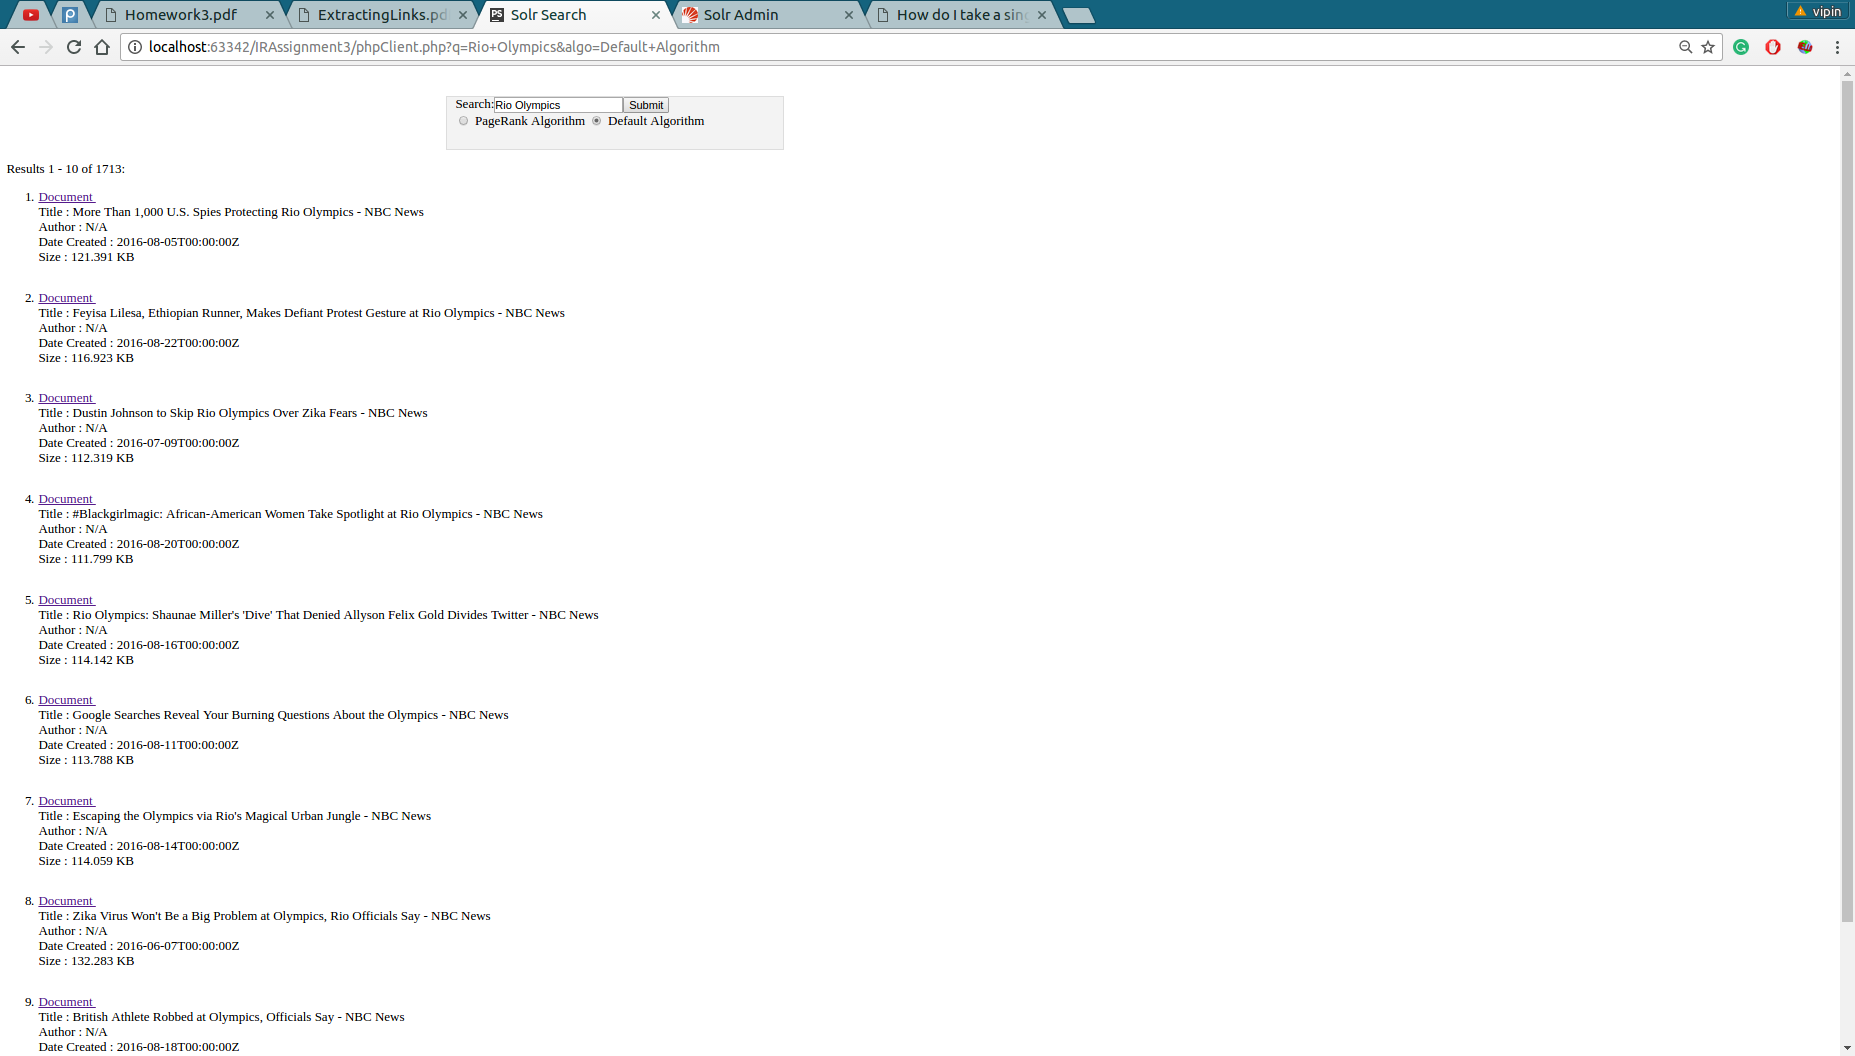 Homework3.pdf
ExtractingLinks.pd
Solr Search
Solr Admin
How do I take a sing
vipin
localhost:63342/IRAssignment3/phpClient.php?q=Rio+Olympics&algo=Default+Algorithm
Search: Rio Olympics Submit
PageRank Algorithm Default Algorithm
Results 1 - 10 of 1713:
1. Document
Title : More Than 1,000 U.S. Spies Protecting Rio Olympics - NBC News
Author : N/A
Date Created : 2016-08-05T00:00:00Z
Size : 121.391 KB
2. Document
Title : Feyisa Lilesa, Ethiopian Runner, Makes Defiant Protest Gesture at Rio Olympics - NBC News
Author : N/A
Date Created : 2016-08-22T00:00:00Z
Size : 116.923 KB
3. Document
Title : Dustin Johnson to Skip Rio Olympics Over Zika Fears - NBC News
Author : N/A
Date Created : 2016-07-09T00:00:00Z
Size : 112.319 KB
4. Document
Title : #Blackgirlmagic: African-American Women Take Spotlight at Rio Olympics - NBC News
Author : N/A
Date Created : 2016-08-20T00:00:00Z
Size : 111.799 KB
5. Document
Title : Rio Olympics: Shaunae Miller's 'Dive' That Denied Allyson Felix Gold Divides Twitter - NBC News
Author : N/A
Date Created : 2016-08-16T00:00:00Z
Size : 114.142 KB
6. Document
Title : Google Searches Reveal Your Burning Questions About the Olympics - NBC News
Author : N/A
Date Created : 2016-08-11T00:00:00Z
Size : 113.788 KB
7. Document
Title : Escaping the Olympics via Rio's Magical Urban Jungle - NBC News
Author : N/A
Date Created : 2016-08-14T00:00:00Z
Size : 114.059 KB
8. Document
Title : Zika Virus Won't Be a Big Problem at Olympics, Rio Officials Say - NBC News
Author : N/A
Date Created : 2016-06-07T00:00:00Z
Size : 132.283 KB
9. Document
Title : British Athlete Robbed at Olympics, Officials Say - NBC News
Author : N/A
Date Created : 2016-08-18T00:00:00Z